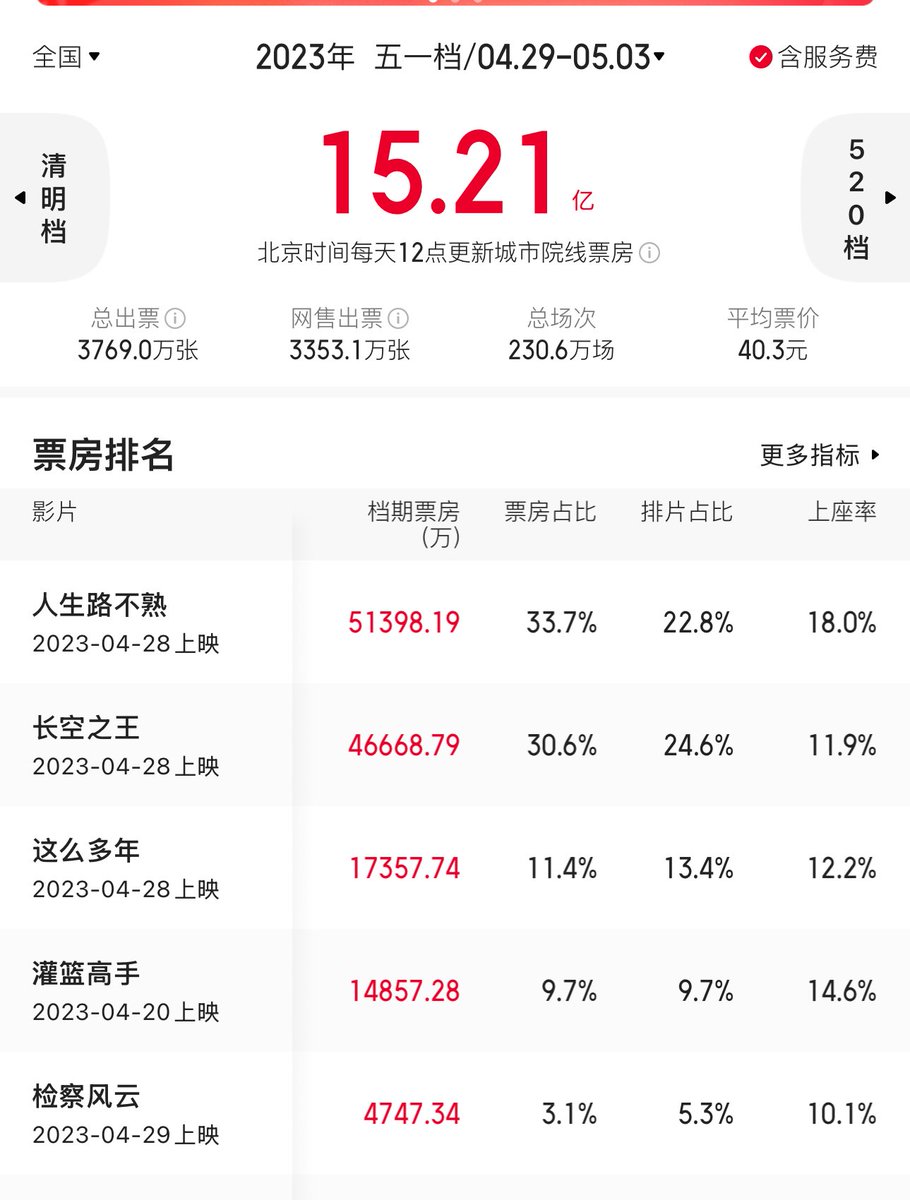 全国 2023年 五一档/04.29-05.03 含服务费
清明档
15.21亿
520档
北京时间每天12点更新城市院线票房
总出票 网售出票 总场次 平均票价
3769.0万张 3353.1万张 230.6万场 40.3元
票房排名 更多指标
影片 档期票房(万) 票房占比 排片占比 上座率
人生路不熟
2023-04-28上映 51398.19 33.7% 22.8% 18.0%
长空之王
2023-04-28上映 46668.79 30.6% 24.6% 11.9%
这么多年
2023-04-28上映 17357.74 11.4% 13.4% 12.2%
灌篮高手
2023-04-20上映 14857.28 9.7% 9.7% 14.6%
检察风云
2023-04-29上映 4747.34 3.1% 5.3% 10.1%